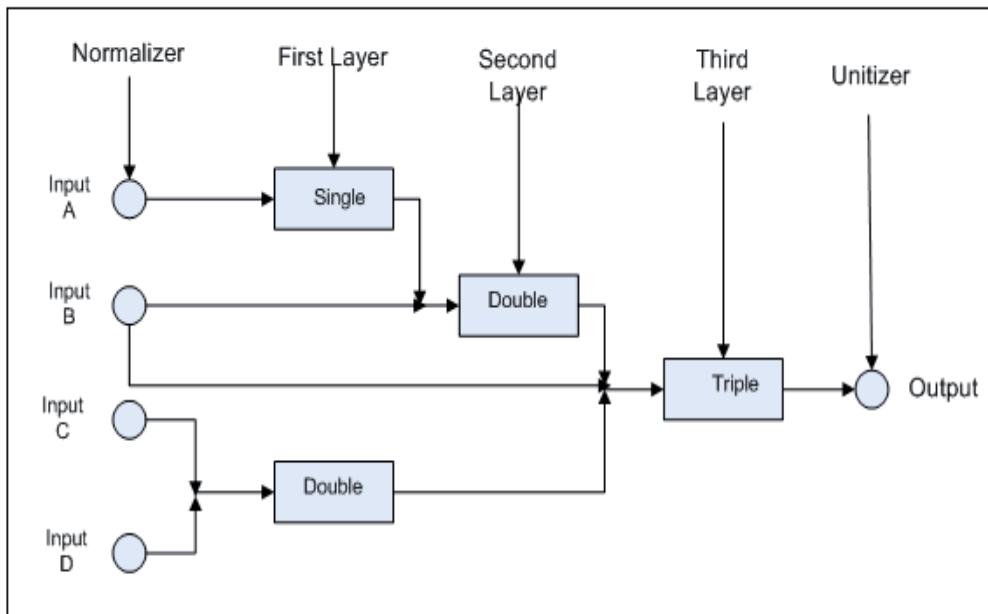 Normalizer
First Layer
Second
Layer
Third
Layer
Unitizer
Input
A
Single
Input
B
Double
Triple
Output
Input
C
Double
Input
D